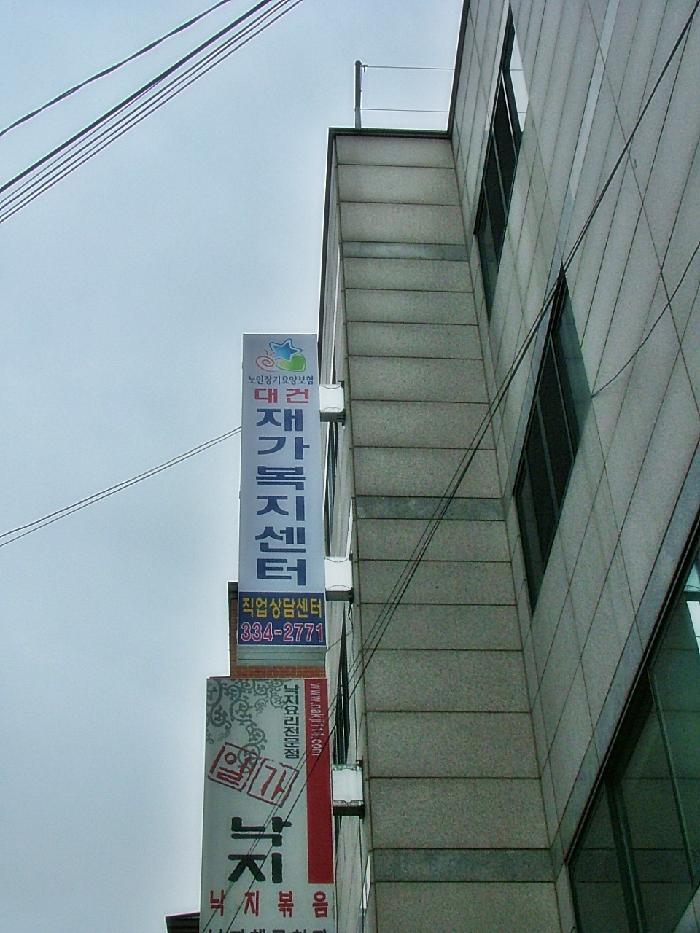 노인장기요양보험
대건
재가복지센터
직업상담센터
334-2771
낙지요리전문점
일가
낙지
낙지볶음